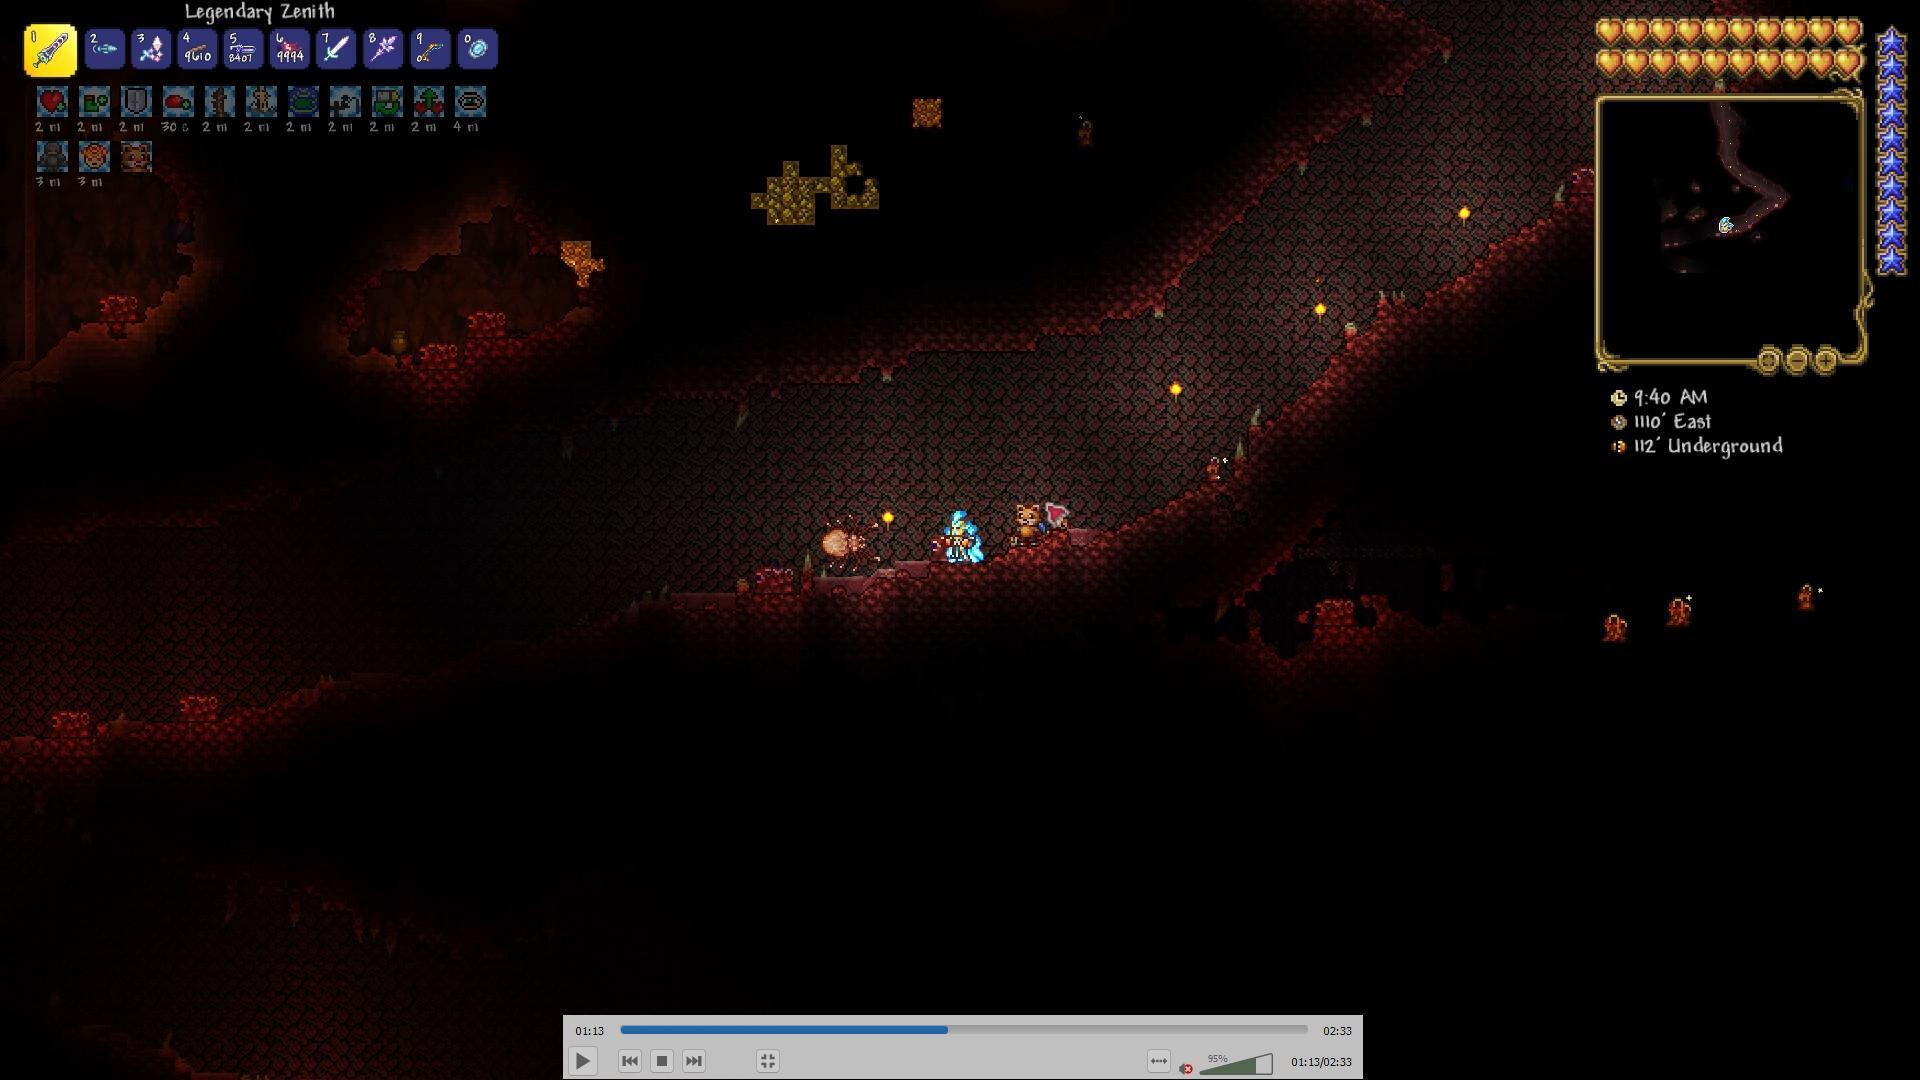 Legendary Zenith
1 2 3 4 5 6 7 8 9 0
9610 8407 9994 0
2 m 2 m 2 m 30 s 2 m 2 m 2 m 2 m 2 m 2 m 4 m
3 m 3 m
9:40 AM
1110' East
112' Underground
01:13 02:33
95% 01:13/02:33